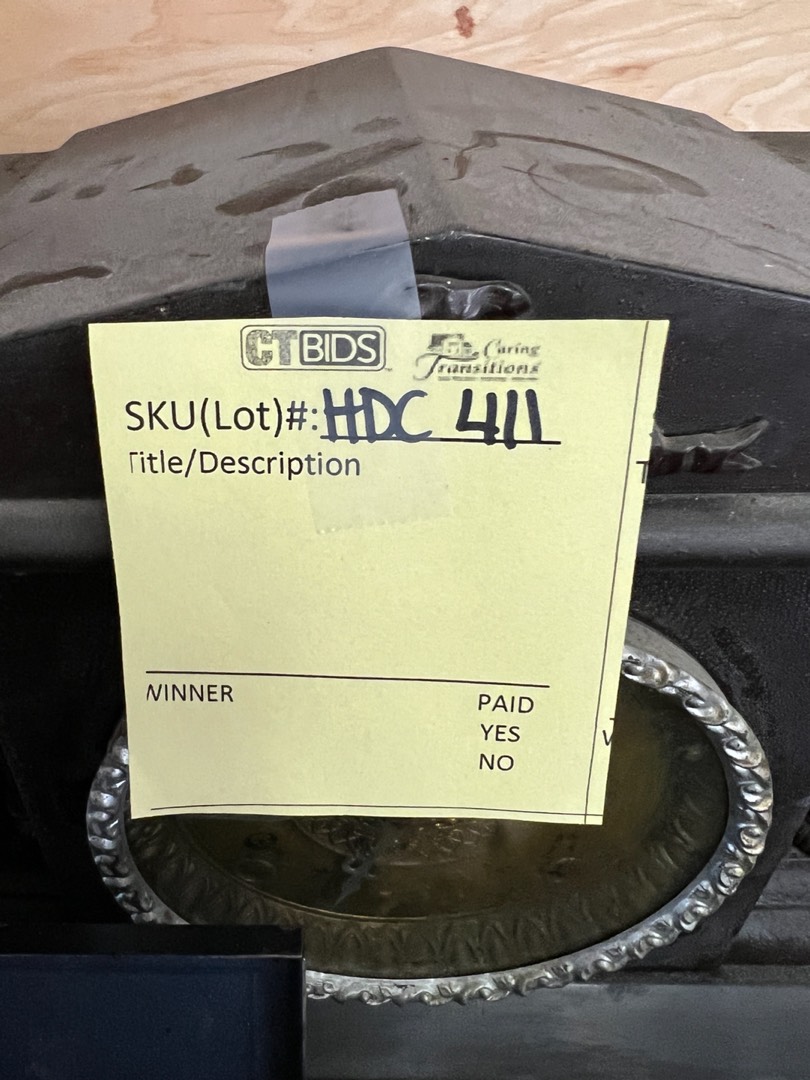 CTBIDS
Caring
Transitions
SKU(Lot)#: HDC 411
Title/Description
T
WINNER
PAID
YES
NO